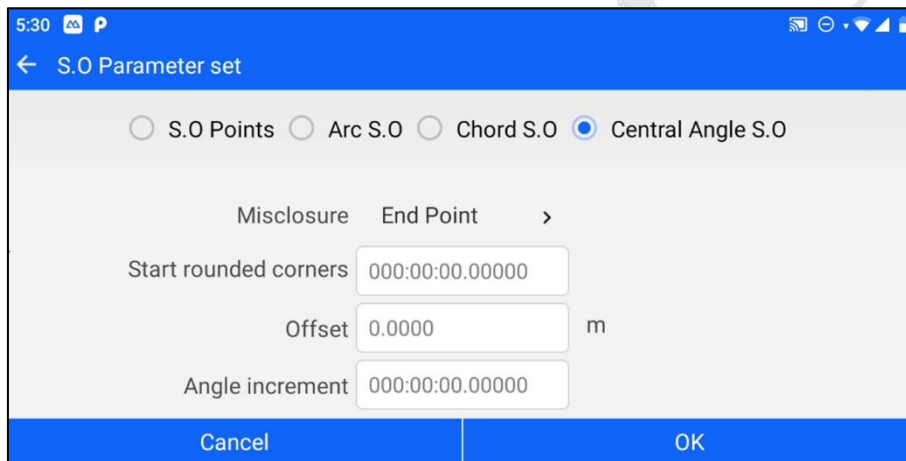 5:30
S.O Parameter set
S.O Points Arc S.O Chord S.O Central Angle S.O
Misclosure End Point >
Start rounded corners 000:00:00.00000
Offset 0.0000 m
Angle increment 000:00:00.00000
Cancel OK